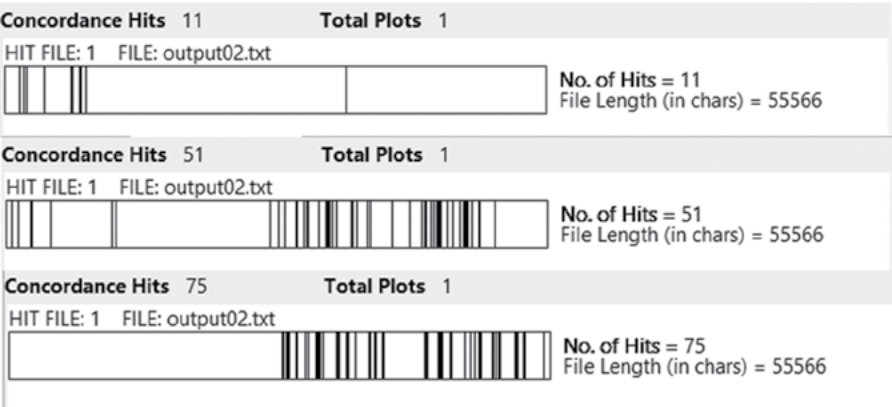 Concordance Hits 11 Total Plots 1
HIT FILE: 1 FILE: output02.txt
No. of Hits = 11
File Length (in chars) = 55566
Concordance Hits 51 Total Plots 1
HIT FILE: 1 FILE: output02.txt
No. of Hits = 51
File Length (in chars) = 55566
Concordance Hits 75 Total Plots 1
HIT FILE: 1 FILE: output02.txt
No. of Hits = 75
File Length (in chars) = 55566